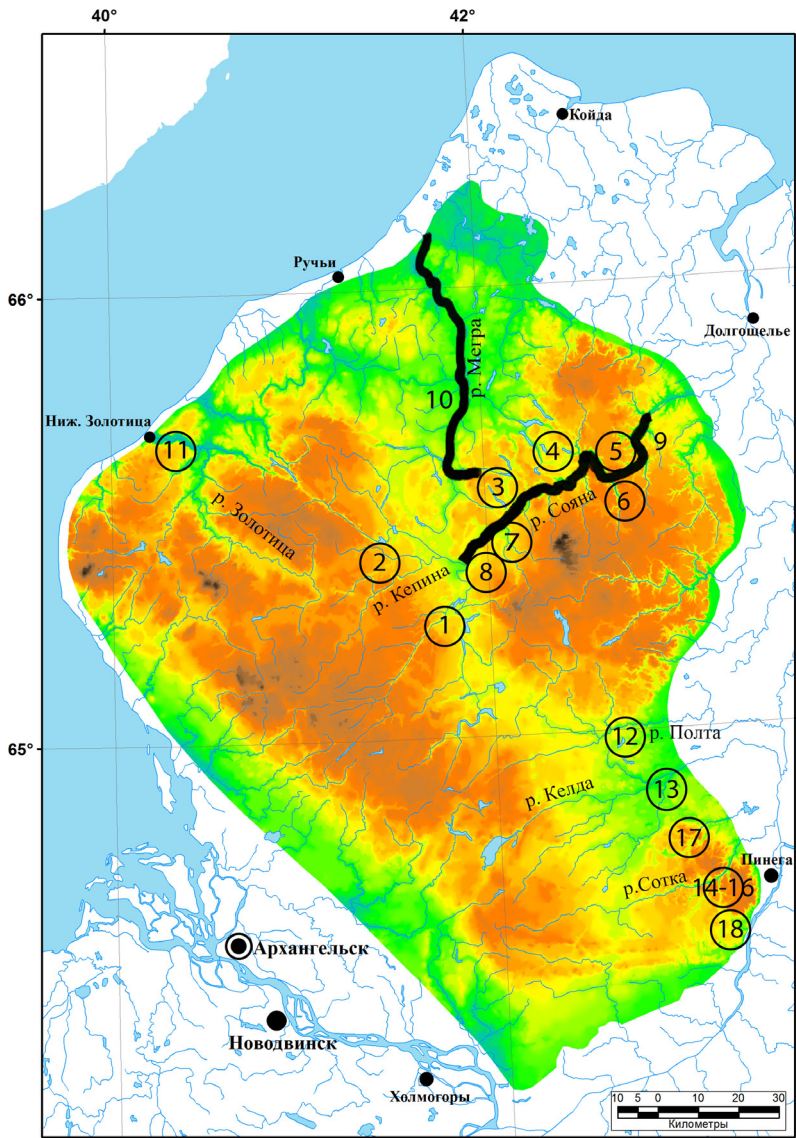 40°
42°
Койда
Ручьи
66°
Долгощелье
р. Мегра
10
Ниж. Золотица
11
4
5
9
3
6
р. Золотица
р. Сояна
7
2
8
р. Кепина
1
65°
12
р. Полта
13
р. Келда
17
Пинега
р.Сотка
14-16
18
Архангельск
Новодвинск
Холмогоры
10 5 0 10 20 30
Километры